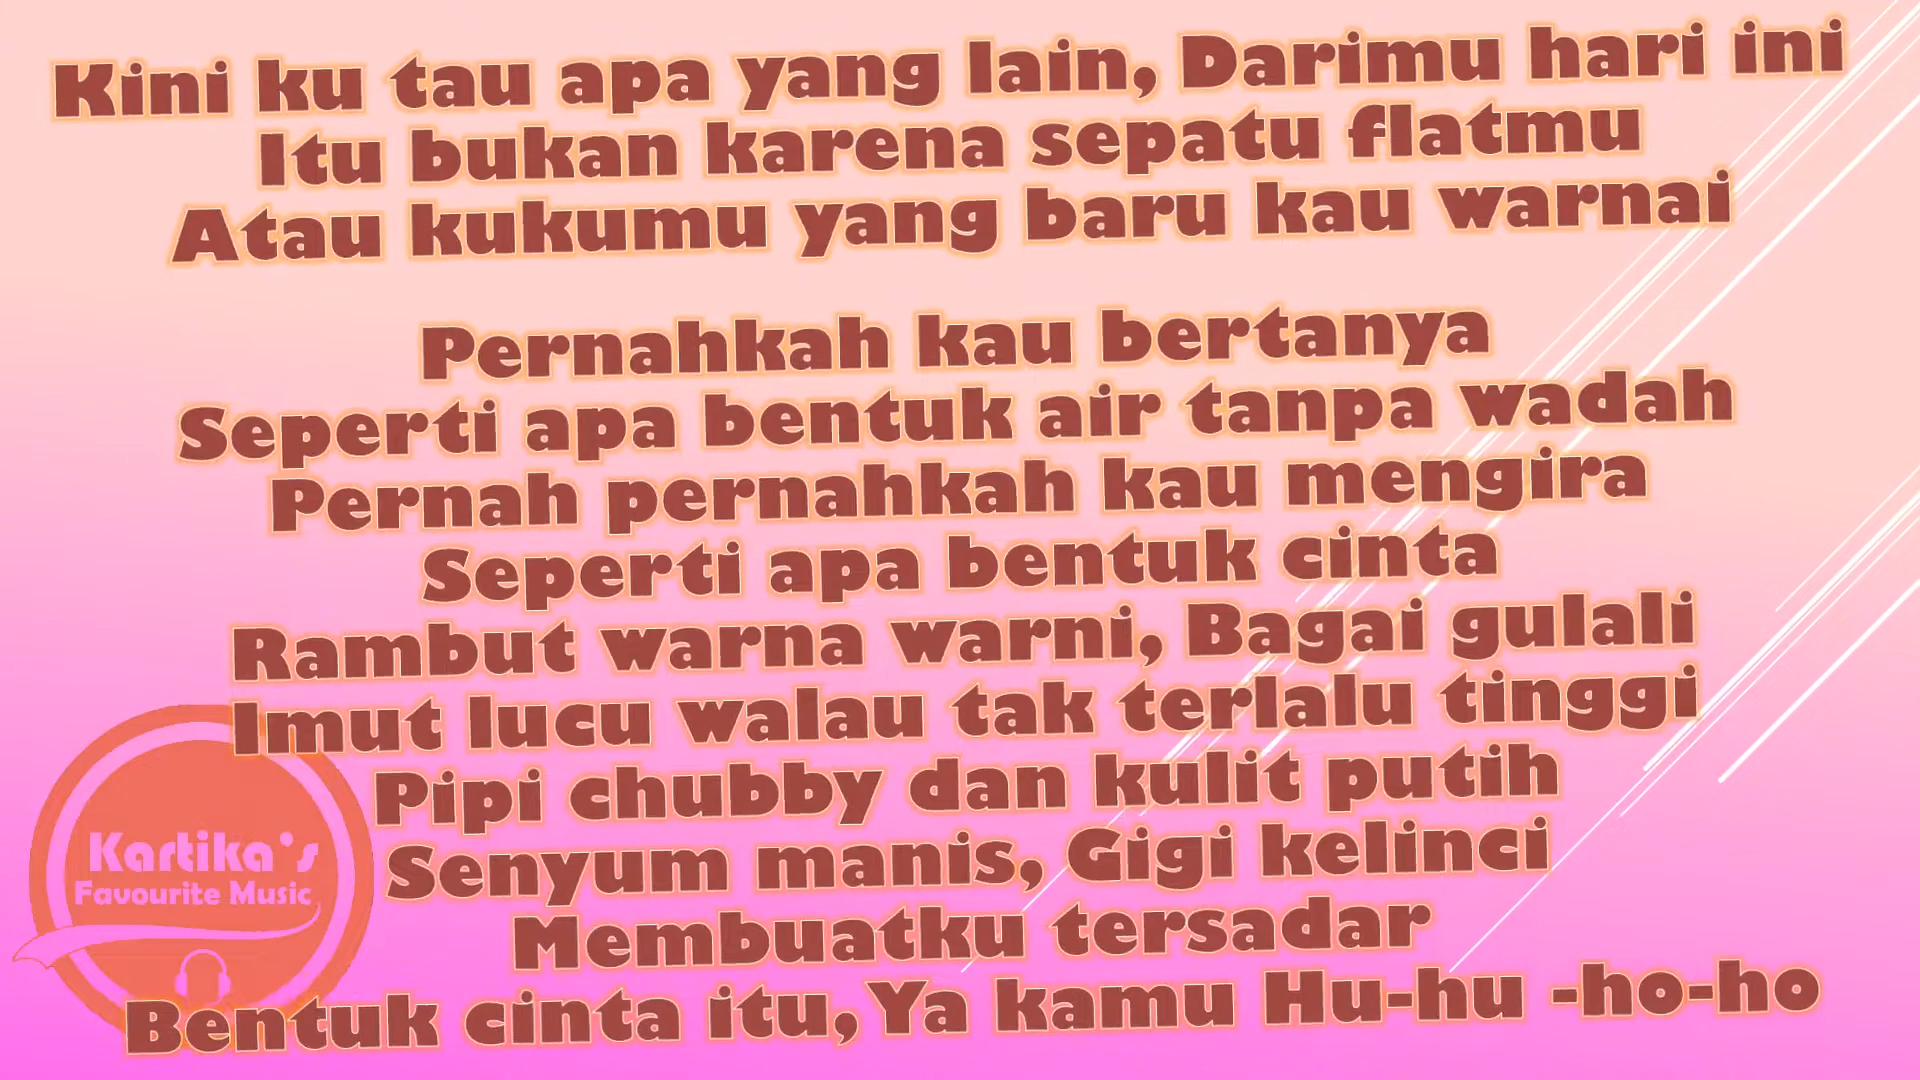 Kini ku tau apa yang lain, Darimu hari ini
Itu bukan karena sepatu flatmu
Atau kukumu yang baru kau warnai
Pernahkah kau bertanya
Seperti apa bentuk air tanpa wadah
Pernah pernahkah kau mengira
Seperti apa bentuk cinta
Rambut warna warni, Bagai gulali
Imut lucu walau tak terlalu tinggi
Pipi chubby dan kulit putih
Senyum manis, Gigi kelinci
Membuatku tersadar
Bentuk cinta itu, Ya kamu Hu-hu -ho-ho
Kartika's
Favourite Music